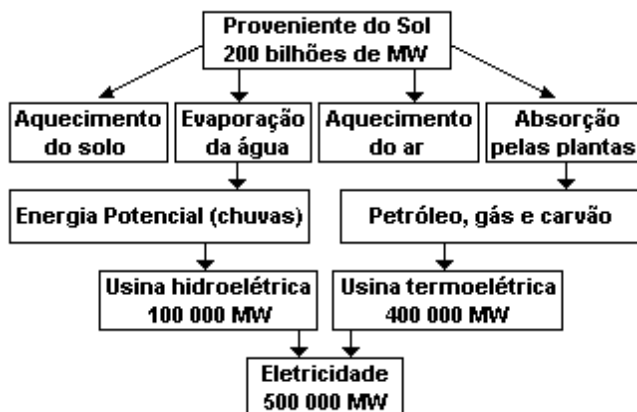 Proveniente do Sol
200 bilhões de MW
Aquecimento
do solo
Evaporação
da água
Aquecimento
do ar
Absorção
pelas plantas
Energia Potencial (chuvas)
Petróleo, gás e carvão
Usina hidroelétrica
100 000 MW
Usina termoelétrica
400 000 MW
Eletricidade
500 000 MW